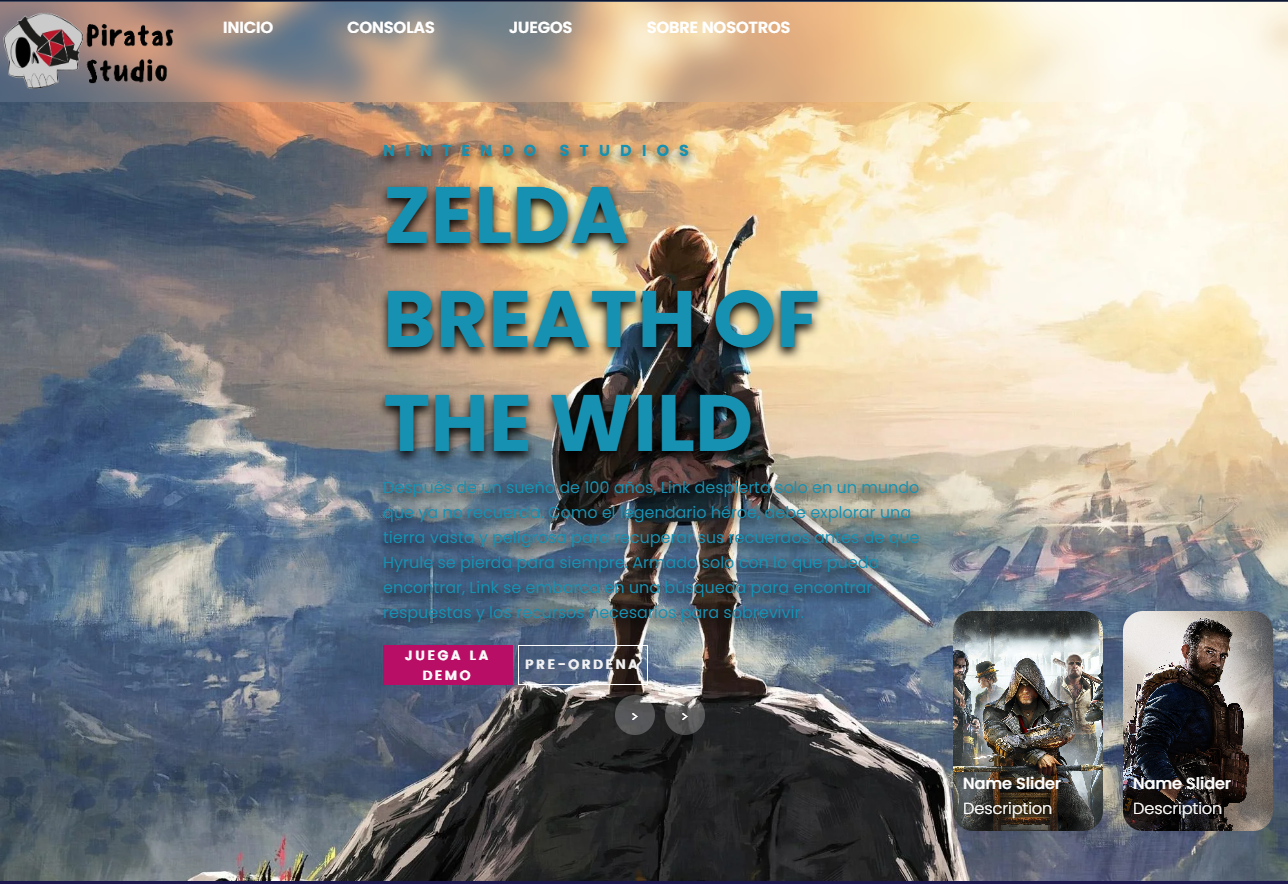 Piratas
Studio
INICIO
CONSOLAS
JUEGOS
SOBRE NOSOTROS
NINTENDO STUDIOS
ZELDA
BREATH OF
THE WILD
Después de un sueño de 100 años, Link despierta solo en un mundo
que ya no recuerda. Como el legendario héroe, debe explorar una
tierra vasta y peligrosa para recuperar sus recuerdos antes de que
Hyrule se pierda para siempre. Armado solo con lo que pueda
encontrar, Link se embarca en una búsqueda para encontrar
respuestas y los recursos necesarios para sobrevivir.
JUEGA LA
DEMO
PRE-ORDENA
> >
Name Slider
Description
Name Slider
Description